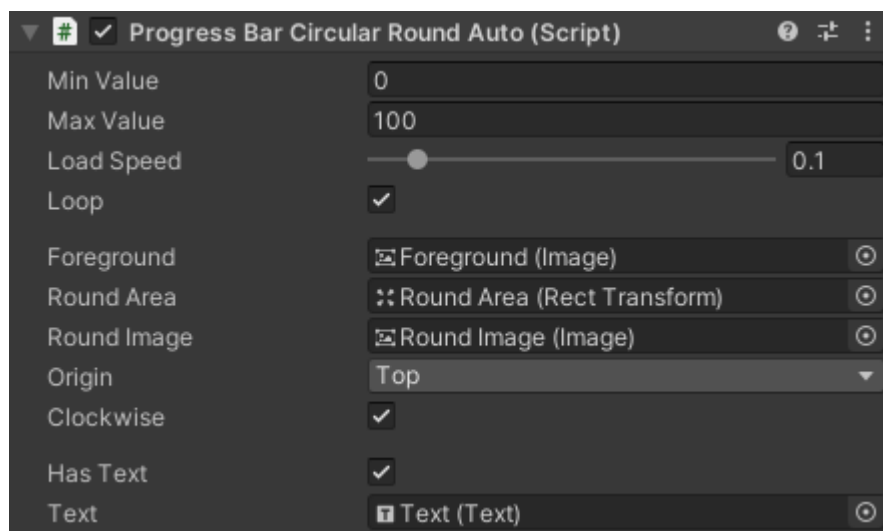 Progress Bar Circular Round Auto (Script)
Min Value 0
Max Value 100
Load Speed 0.1
Loop
Foreground Foreground (Image)
Round Area Round Area (Rect Transform)
Round Image Round Image (Image)
Origin Top
Clockwise
Has Text
Text Text (Text)